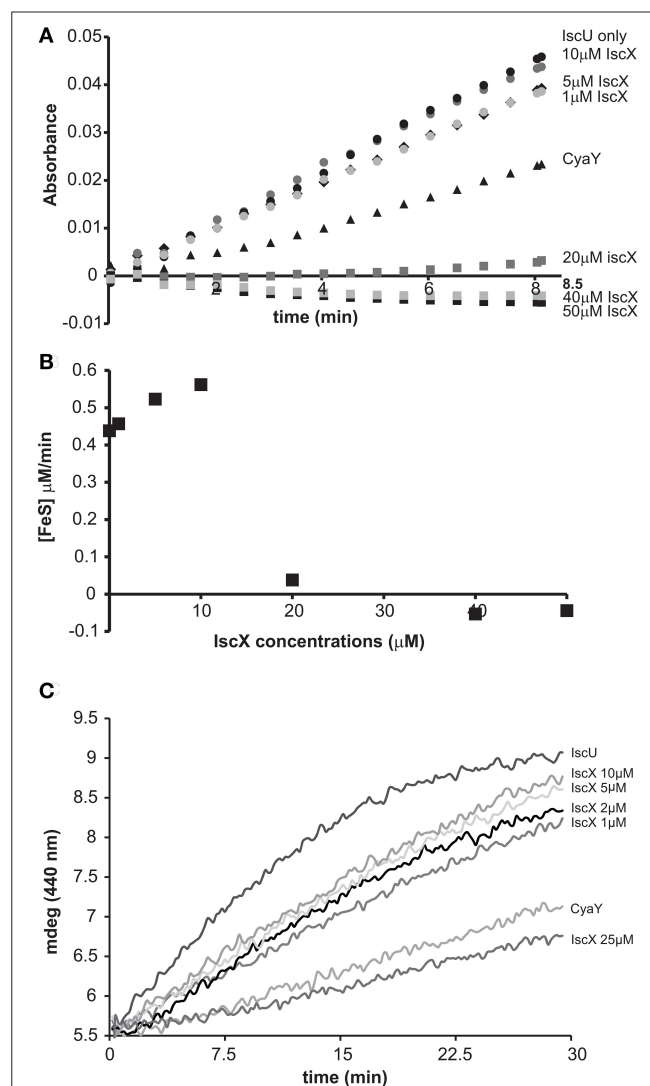 A
Absorbance
0.05
0.04
0.03
0.02
0.01
0
-0.01
2
4
6
8
8.5
time (min)
IscU only
10µM IscX
5µM IscX
1µM IscX
CyaY
20µM iscX
40µM IscX
50µM IscX
B
[FeS] µM/min
0.6
0.5
0.4
0.3
0.2
0.1
0
-0.1
10
20
30
40
50
IscX concentrations (µM)
C
mdeg (440 nm)
9.5
9
8.5
8
7.5
7
6.5
6
5.5
0
7.5
15
22.5
30
time (min)
IscU
IscX 10µM
IscX 5µM
IscX 2µM
IscX 1µM
CyaY
IscX 25µM